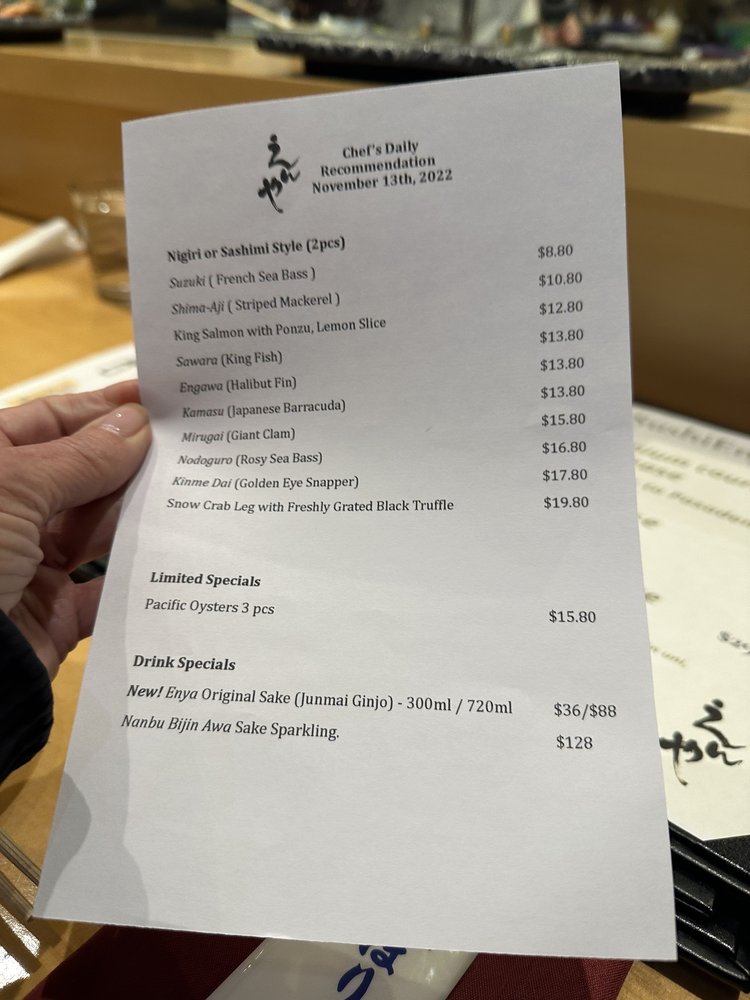 Chef's Daily
Recommendation
November 13th, 2022
Nigiri or Sashimi Style (2pcs)
Suzuki ( French Sea Bass ) $8.80
Shima-Aji ( Striped Mackerel ) $10.80
King Salmon with Ponzu, Lemon Slice $12.80
Sawara (King Fish) $13.80
Engawa (Halibut Fin) $13.80
Kamasu (Japanese Barracuda) $13.80
Mirugai (Giant Clam) $15.80
Nodoguro (Rosy Sea Bass) $16.80
Kinme Dai (Golden Eye Snapper) $17.80
Snow Crab Leg with Freshly Grated Black Truffle $19.80
Limited Specials
Pacific Oysters 3 pcs $15.80
Drink Specials
New! Enya Original Sake (Junmai Ginjo) - 300ml / 720ml $36/$88
Nanbu Bijin Awa Sake Sparkling. $128